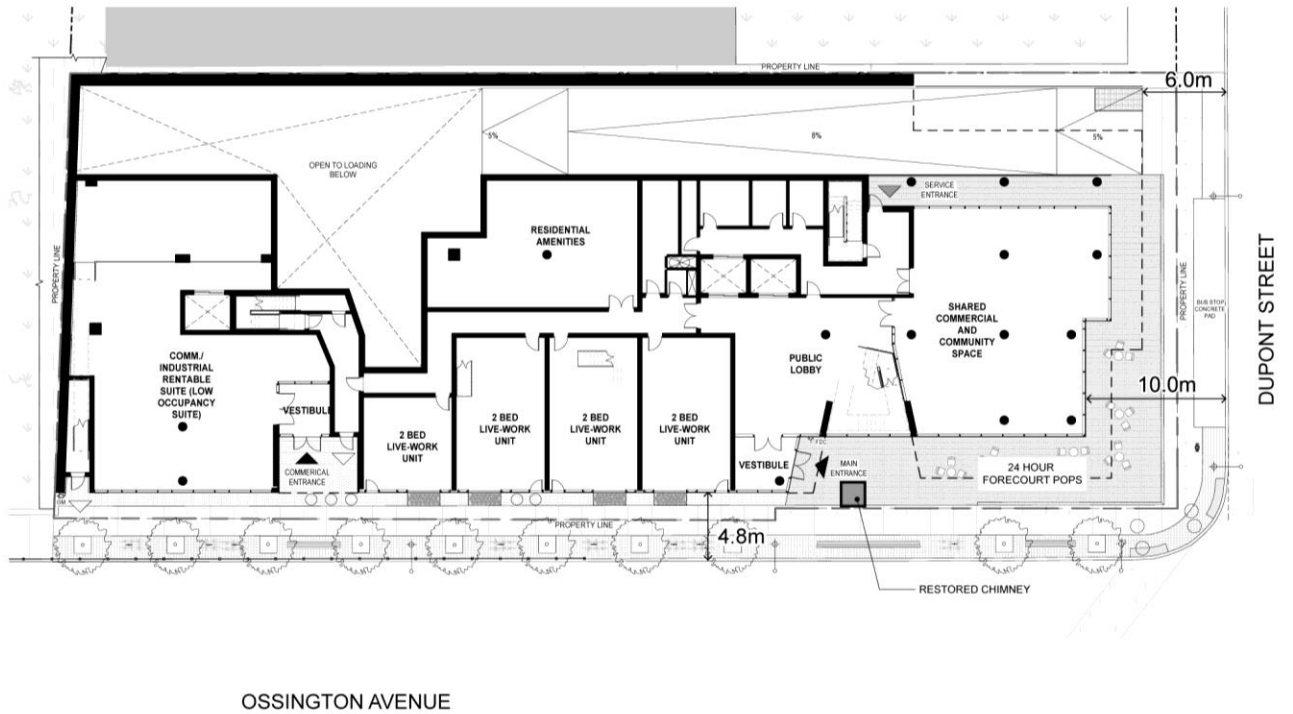 PROPERTY LINE
6.0m
5%
8%
5%
OPEN TO LOADING
BELOW
SERVICE
ENTRANCE
RESIDENTIAL
AMENITIES
PROPERTY LINE
PROPERTY LINE
BUS STOP
CONCRETE
PAD
DUPONT STREET
SHARED
COMMERCIAL
AND
COMMUNITY
SPACE
COMM./
INDUSTRIAL
RENTABLE
SUITE (LOW
OCCUPANCY
SUITE)
PUBLIC
LOBBY
10.0m
VESTIBULE
2 BED
LIVE-WORK
UNIT
2 BED
LIVE-WORK
UNIT
2 BED
LIVE-WORK
UNIT
2 BED
LIVE-WORK
UNIT
FDC
COMMERICAL
ENTRANCE
VESTIBULE
MAIN
ENTRANCE
24 HOUR
FORECOURT POPS
GM
PROPERTY LINE
4.8m
RESTORED CHIMNEY
OSSINGTON AVENUE